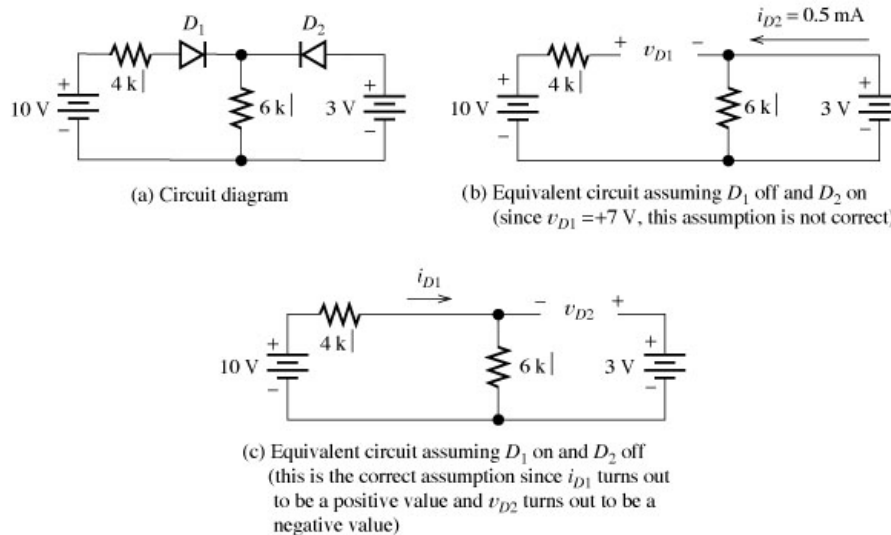 D1 D2
4 k|
10 V
+
−
6 k|
3 V
+
−
(a) Circuit diagram
iD2 = 0.5 mA
+ vD1 −
4 k|
10 V
+
−
6 k|
3 V
+
−
(b) Equivalent circuit assuming D1 off and D2 on
(since vD1 =+7 V, this assumption is not correct)
iD1
− vD2 +
4 k|
10 V
+
−
6 k|
3 V
+
−
(c) Equivalent circuit assuming D1 on and D2 off
(this is the correct assumption since iD1 turns out
to be a positive value and vD2 turns out to be a
negative value)